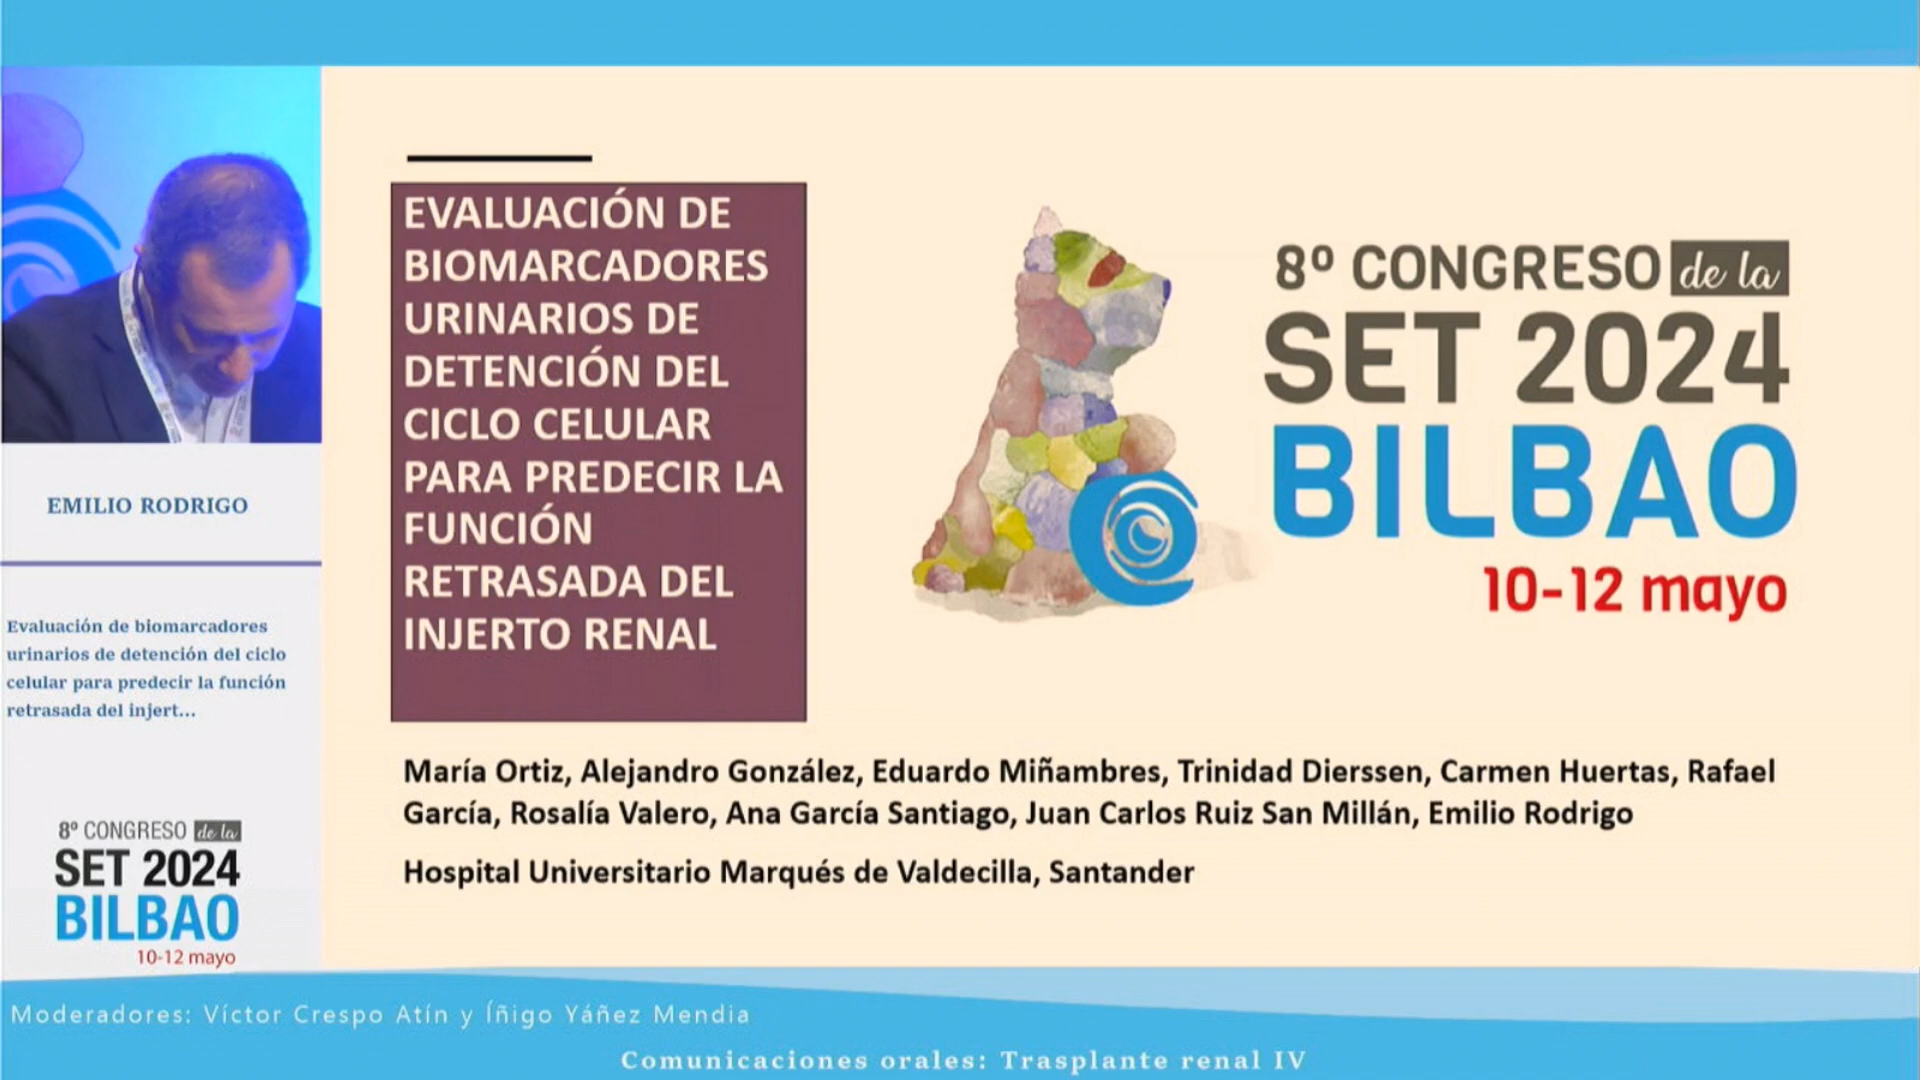 EVALUACIÓN DE
BIOMARCADORES
URINARIOS DE
DETENCIÓN DEL
CICLO CELULAR
PARA PREDECIR LA
FUNCIÓN
RETRASADA DEL
INJERTO RENAL
8º CONGRESO de la
SET 2024
BILBAO
10-12 mayo
María Ortiz, Alejandro González, Eduardo Miñambres, Trinidad Dierssen, Carmen Huertas, Rafael
García, Rosalía Valero, Ana García Santiago, Juan Carlos Ruiz San Millán, Emilio Rodrigo
Hospital Universitario Marqués de Valdecilla, Santander
EMILIO RODRIGO
Evaluación de biomarcadores
urinarios de detención del ciclo
celular para predecir la función
retrasada del injert...
8º CONGRESO de la
SET 2024
BILBAO
10-12 mayo
Moderadores: Víctor Crespo Atín y Íñigo Yáñez Mendia
Comunicaciones orales: Trasplante renal IV